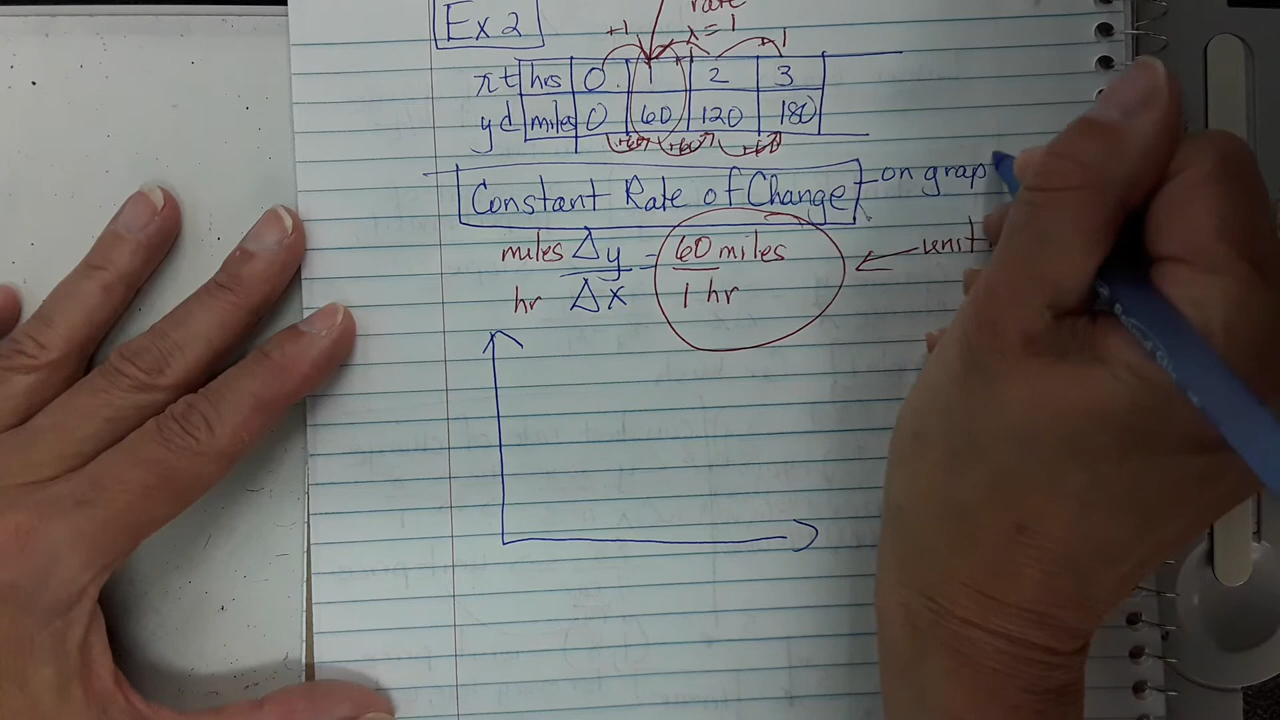 rate
Ex 2
+1 x = 1 +1
x t hrs 0 1 2 3
y d miles 0 60 120 180
+60 +60 +60
Constant Rate of Change - on grap
miles Δy = 60 miles ← unit
hr Δx 1 hr